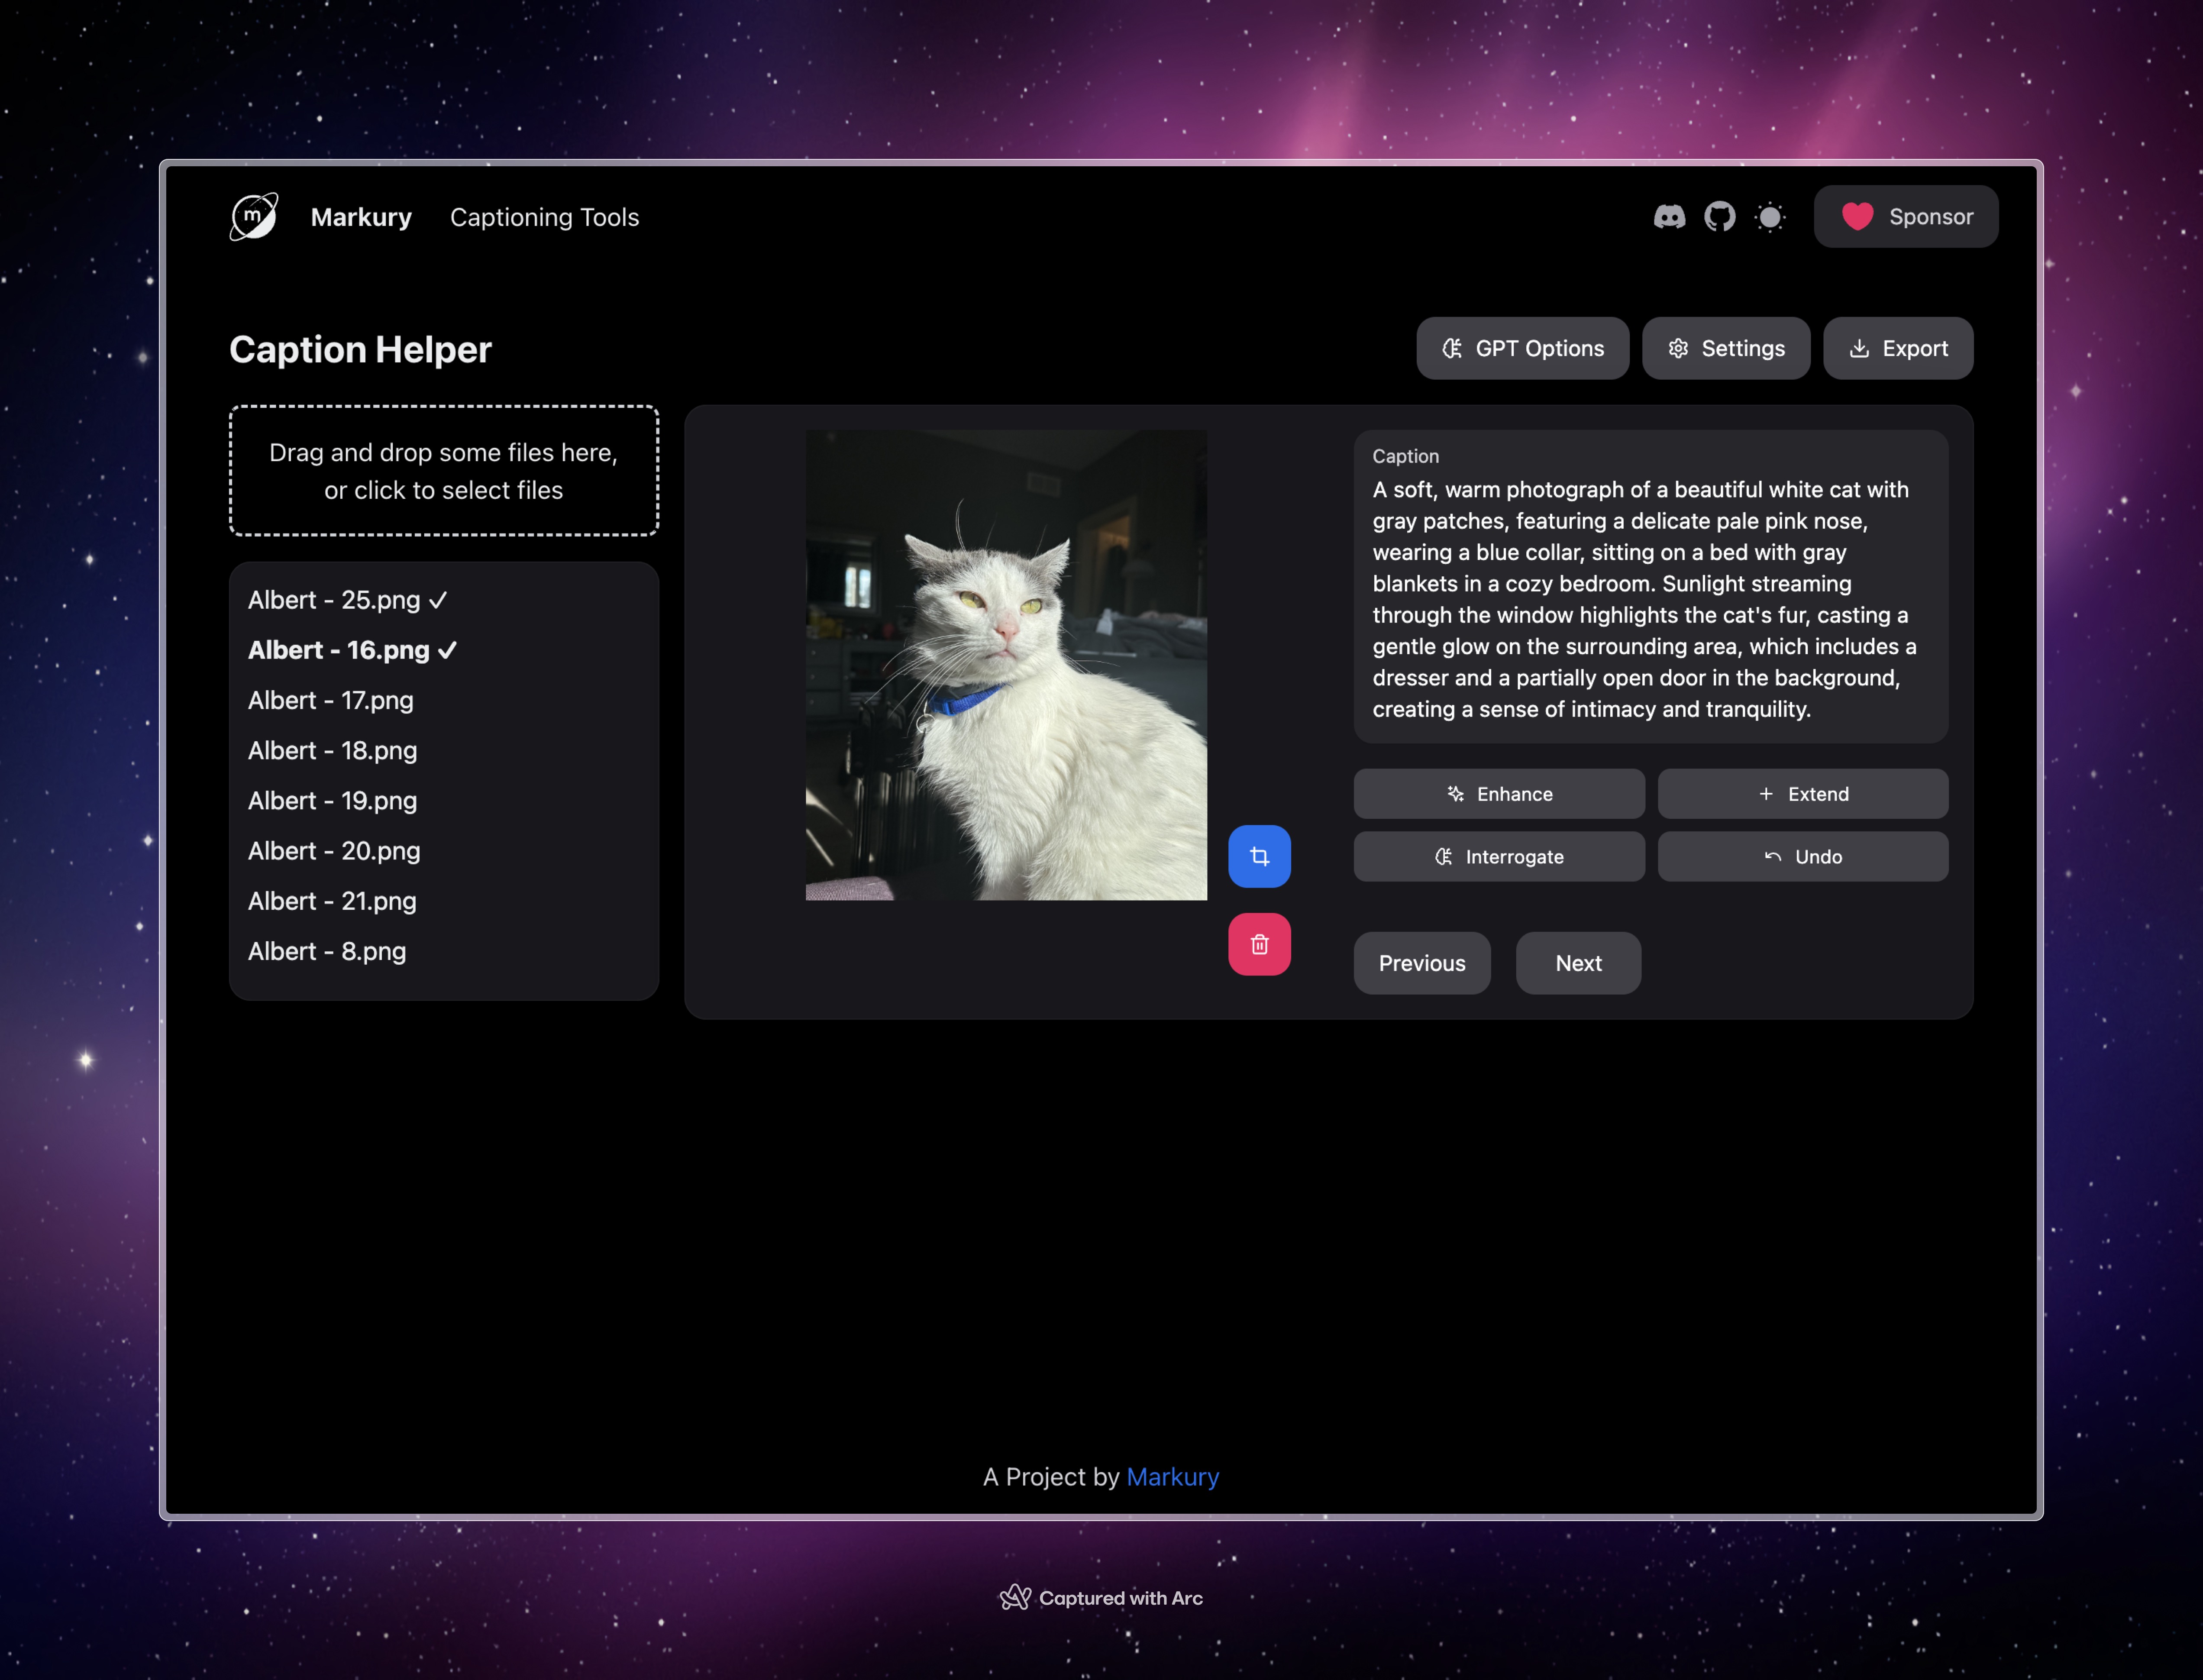 m
Markury
Captioning Tools
Sponsor
Caption Helper
GPT Options
Settings
Export
Drag and drop some files here,
or click to select files
Albert - 25.png ✓
Albert - 16.png ✓
Albert - 17.png
Albert - 18.png
Albert - 19.png
Albert - 20.png
Albert - 21.png
Albert - 8.png
Caption
A soft, warm photograph of a beautiful white cat with
gray patches, featuring a delicate pale pink nose,
wearing a blue collar, sitting on a bed with gray
blankets in a cozy bedroom. Sunlight streaming
through the window highlights the cat's fur, casting a
gentle glow on the surrounding area, which includes a
dresser and a partially open door in the background,
creating a sense of intimacy and tranquility.
Enhance
Extend
Interrogate
Undo
Previous
Next
A Project by Markury
Captured with Arc